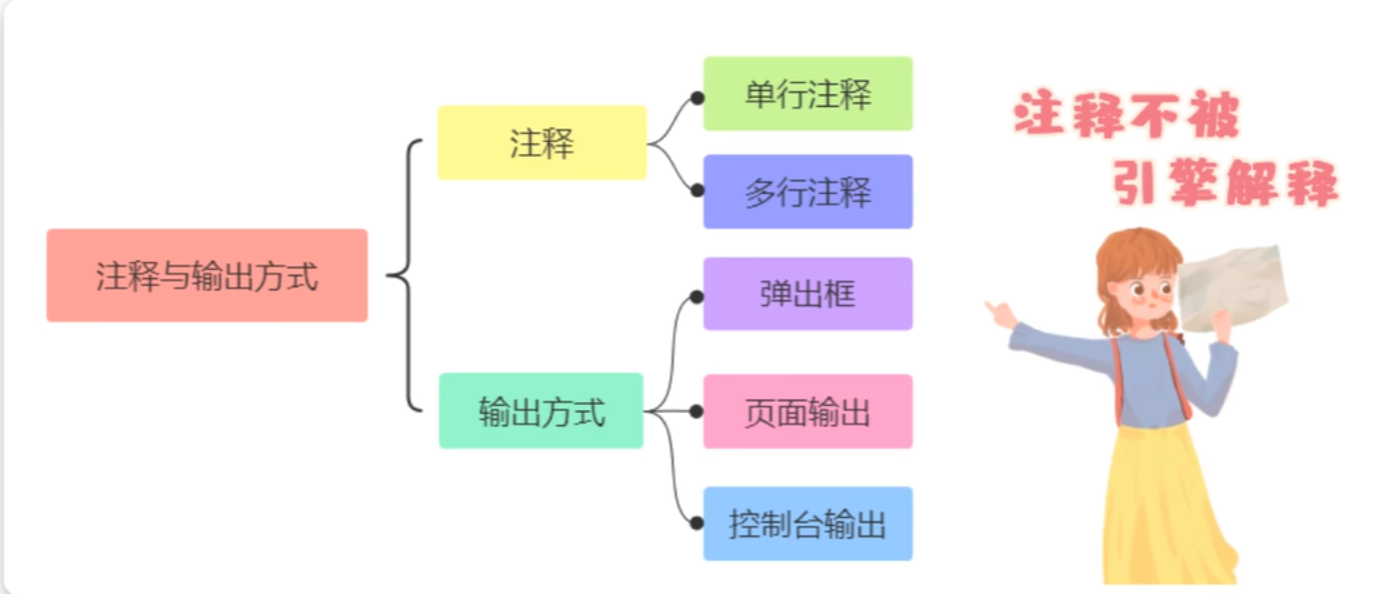 注释与输出方式
注释
单行注释
多行注释
输出方式
弹出框
页面输出
控制台输出
注释不被
引擎解释